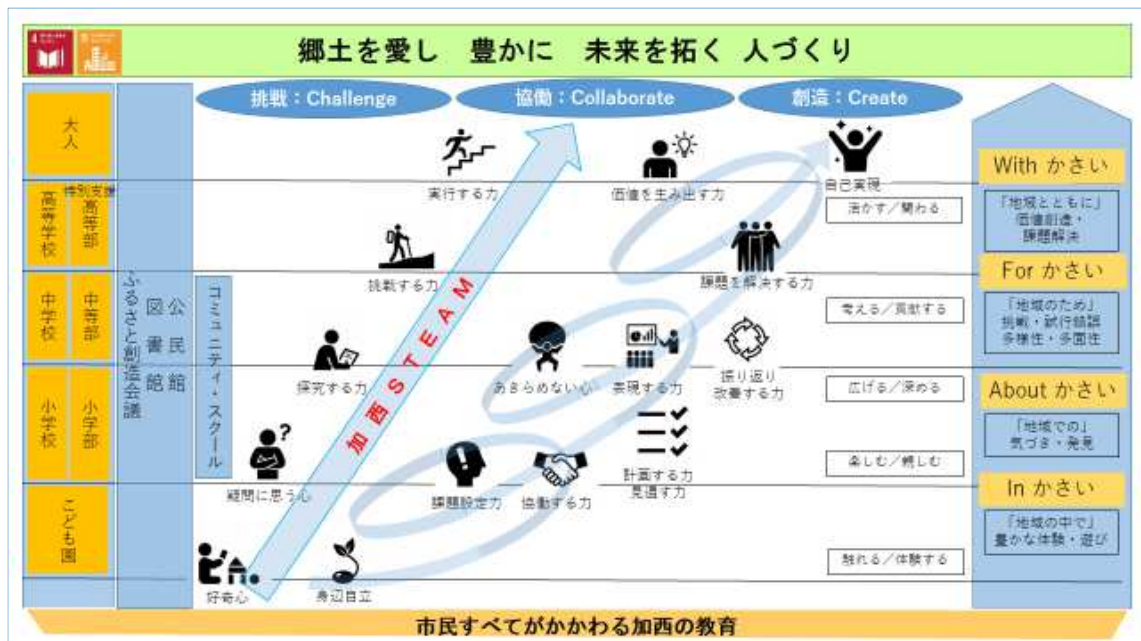 郷土を愛し 豊かに 未来を拓く 人づくり
挑戦:Challenge
協働:Collaborate
創造:Create
大人
高等学校
特別支援
高等部
中学校
中等部
小学校
小学部
こども園
ふるさと創造会議
図書館
公民館
コミュニティ・スクール
加西STEAM
実行する力
価値を生み出す力
自己実現
挑戦する力
課題を解決する力
探究する力
あきらめない心
表現する力
振り返り
改善する力
疑問に思う心
課題設定力
協働する力
計画する力
見通す力
好奇心
身辺自立
活かす/関わる
考える/貢献する
広げる/深める
楽しむ/親しむ
触れる/体験する
With かさい
「地域とともに」
価値創造・
課題解決
For かさい
「地域のため」
挑戦・試行錯誤
多様性・多面性
About かさい
「地域での」
気づき・発見
In かさい
「地域の中で」
豊かな体験・遊び
市民すべてがかかわる加西の教育